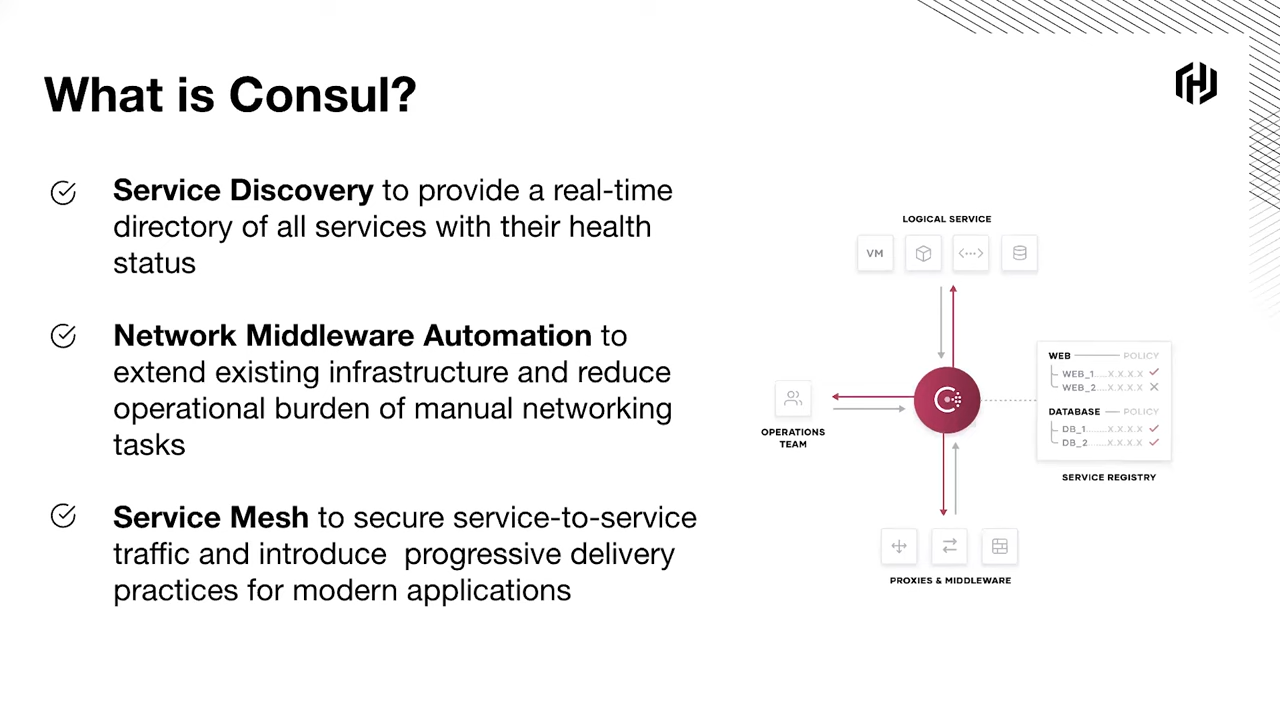 What is Consul?
Service Discovery to provide a real-time
directory of all services with their health
status
Network Middleware Automation to
extend existing infrastructure and reduce
operational burden of manual networking
tasks
Service Mesh to secure service-to-service
traffic and introduce  progressive delivery
practices for modern applications
LOGICAL SERVICE
VM
OPERATIONS
TEAM
WEB POLICY
WEB_1.....X.X.X.X
WEB_2.....X.X.X.X
DATABASE POLICY
DB_1........X.X.X.X
DB_2.......X.X.X.X
SERVICE REGISTRY
PROXIES & MIDDLEWARE